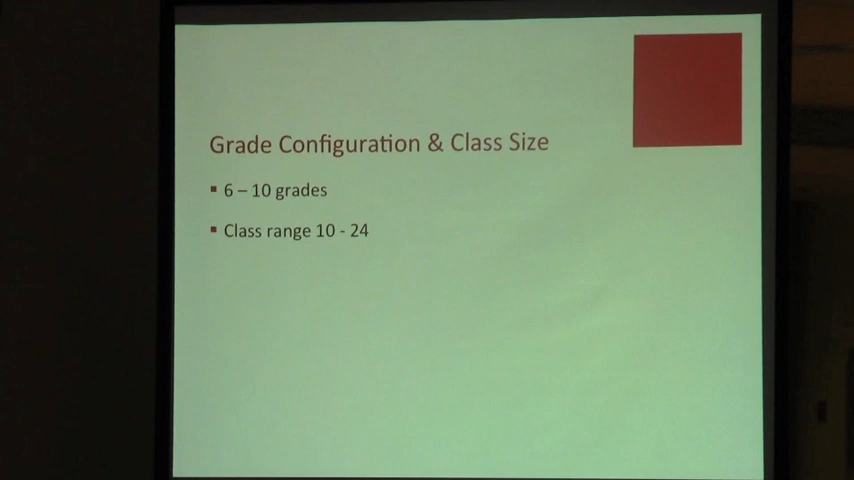 Grade Configuration & Class Size
6 – 10 grades
Class range 10 - 24